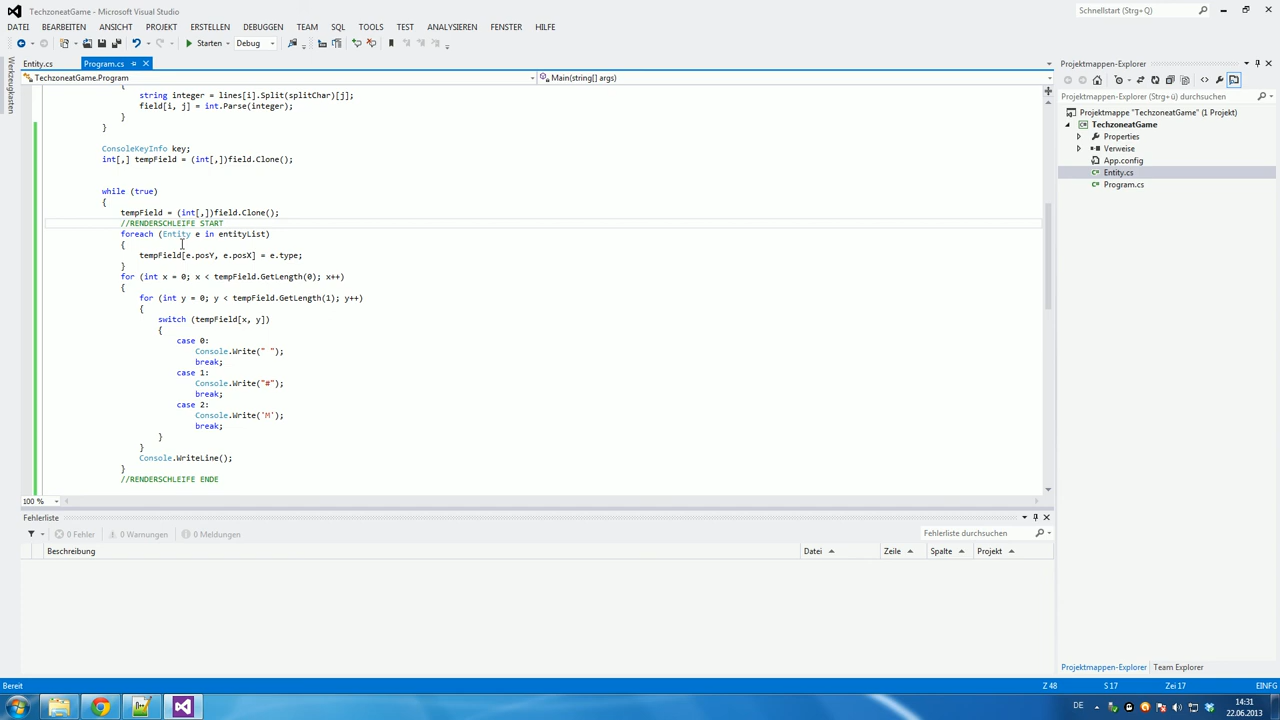 TechzoneatGame - Microsoft Visual Studio
Schnellstart (Strg+Q)
DATEI BEARBEITEN ANSICHT PROJEKT ERSTELLEN DEBUGGEN TEAM SQL TOOLS TEST ANALYSIEREN FENSTER HILFE
Starten Debug
Werkzeugkasten
Entity.cs Program.cs
TechzoneatGame.Program Main(string[] args)
{
string integer = lines[i].Split(splitChar)[j];
field[i, j] = int.Parse(integer);
}
}
ConsoleKeyInfo key;
int[,] tempField = (int[,])field.Clone();
while (true)
{
tempField = (int[,])field.Clone();
//RENDERSCHLEIFE START
foreach (Entity e in entityList)
{
tempField[e.posY, e.posX] = e.type;
}
for (int x = 0; x < tempField.GetLength(0); x++)
{
for (int y = 0; y < tempField.GetLength(1); y++)
{
switch (tempField[x, y])
{
case 0:
Console.Write(" ");
break;
case 1:
Console.Write("#");
break;
case 2:
Console.Write('M');
break;
}
}
Console.WriteLine();
}
//RENDERSCHLEIFE ENDE
100 %
Projektmappen-Explorer
Projektmappen-Explorer (Strg+ü) durchsuchen
Projektmappe "TechzoneatGame" (1 Projekt)
TechzoneatGame
Properties
Verweise
App.config
Entity.cs
Program.cs
Fehlerliste
0 Fehler 0 Warnungen 0 Meldungen
Fehlerliste durchsuchen
Beschreibung Datei Zeile Spalte Projekt
Projektmappen-Explorer Team Explorer
Bereit Z 48 S 17 Zei 17 EINFG
DE 14:31
22.06.2013